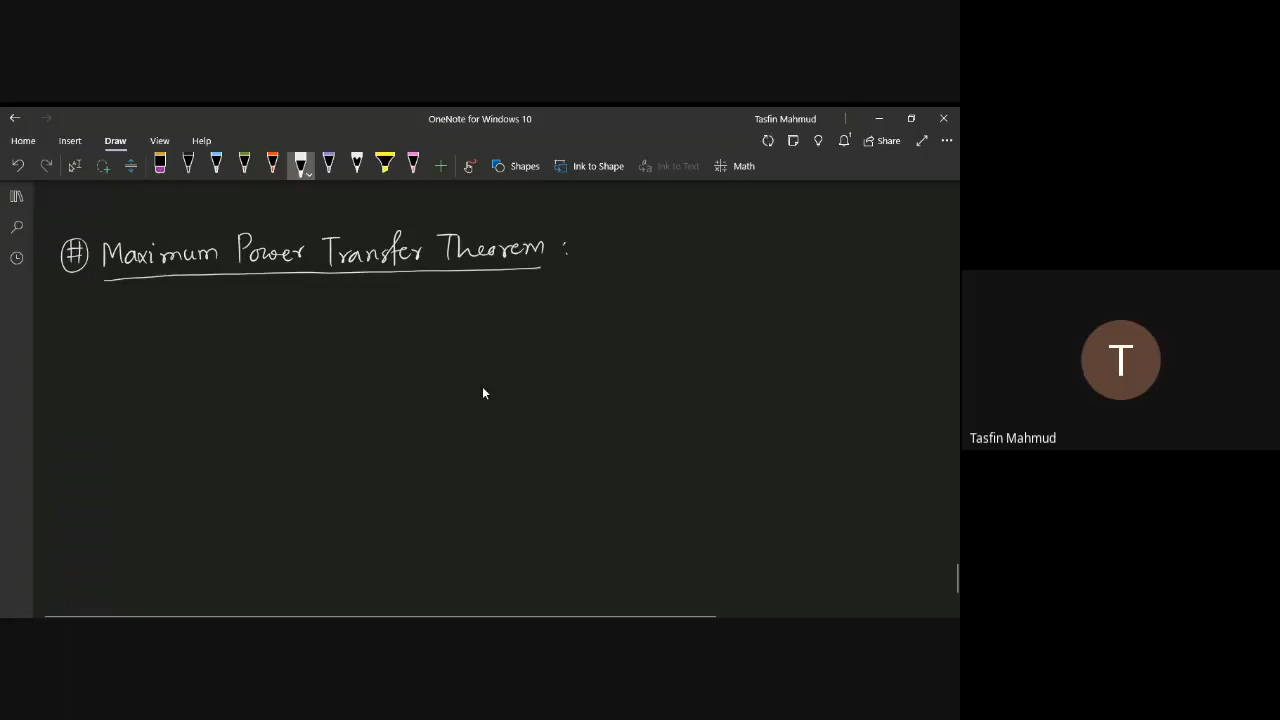 OneNote for Windows 10
Tasfin Mahmud
Home Insert Draw View Help
1 Share
Shapes Ink to Shape Ink to Text Math
# Maximum Power Transfer Theorem :
T
Tasfin Mahmud